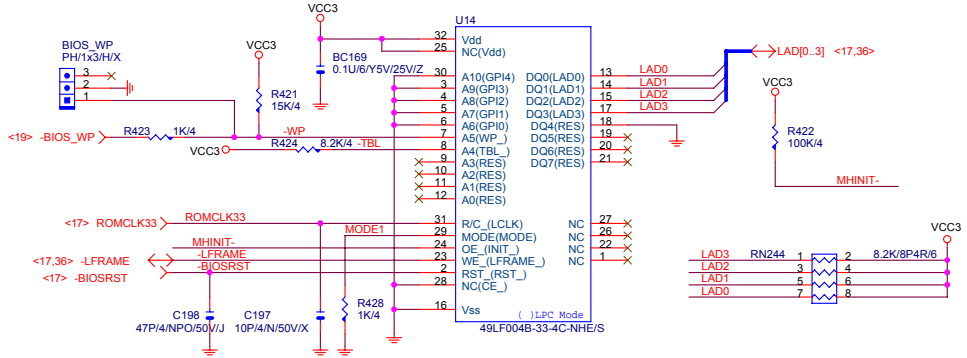 VCC3
U14
BIOS_WP
PH/1x3/H/X
VCC3
3
2
1
R421
15K/4
BC169
0.1U/6/Y5V/25V/Z
32 Vdd
25 NC(Vdd)
30 A10(GPI4)
3 A9(GPI3)
4 A8(GPI2)
5 A7(GPI1)
6 A6(GPI0)
7 A5(WP_)
8 A4(TBL_)
9 A3(RES)
10 A2(RES)
11 A1(RES)
12 A0(RES)
31 R/C_(LCLK)
29 MODE(MODE)
24 OE_(INIT_)
23 WE_(LFRAME_)
2 RST_(RST_)
28 NC(CE_)
16 Vss
DQ0(LAD0) 13 LAD0
DQ1(LAD1) 14 LAD1
DQ2(LAD2) 15 LAD2
DQ3(LAD3) 17 LAD3
DQ4(RES) 18
DQ5(RES) 19
DQ6(RES) 20
DQ7(RES) 21
NC 27
NC 26
NC 22
NC 1
( )LPC Mode
49LF004B-33-4C-NHE/S
LAD[0..3] <17,36>
VCC3
R422
100K/4
MHINIT-
<19> -BIOS_WP
R423 1K/4
-WP
VCC3
R424 8.2K/4 -TBL
<17> ROMCLK33
ROMCLK33
MODE1
MHINIT-
<17,36> -LFRAME
-LFRAME
<17> -BIOSRST
-BIOSRST
C198
47P/4/NPO/50V/J
C197
10P/4/N/50V/X
R428
1K/4
VCC3
LAD3 RN244 1 2 8.2K/8P4R/6
LAD2 3 4
LAD1 5 6
LAD0 7 8